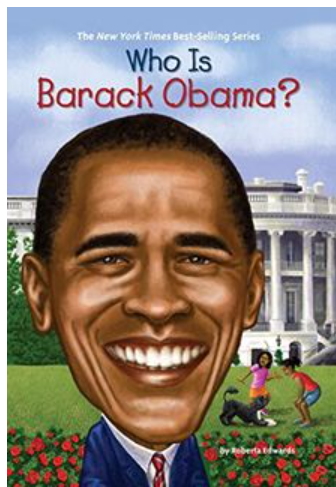 The New York Times Best-Selling Series
Who Is
Barack Obama?
by Roberta Edwards